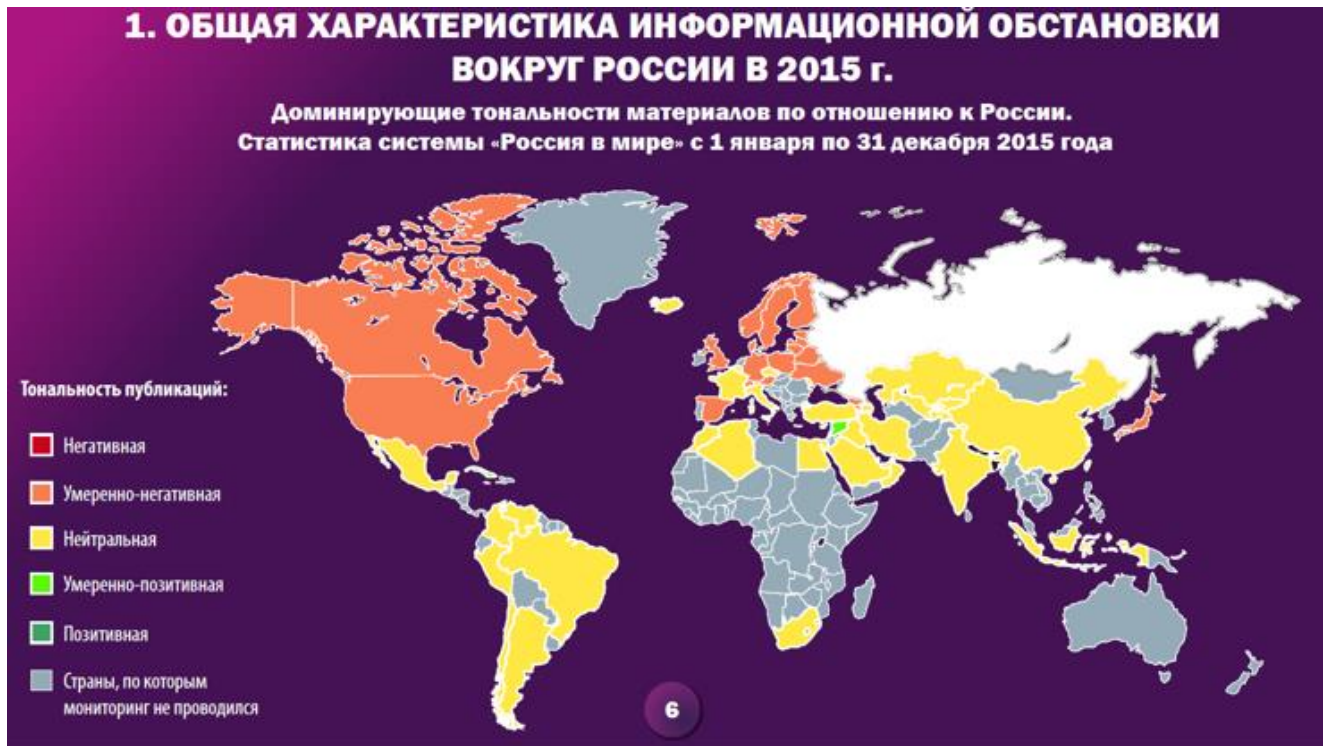 1. ОБЩАЯ ХАРАКТЕРИСТИКА ИНФОРМАЦИОННОЙ ОБСТАНОВКИ
ВОКРУГ РОССИИ В 2015 г.
Доминирующие тональности материалов по отношению к России.
Статистика системы «Россия в мире» с 1 января по 31 декабря 2015 года
Тональность публикаций:
Негативная
Умеренно-негативная
Нейтральная
Умеренно-позитивная
Позитивная
Страны, по которым
мониторинг не проводился
6